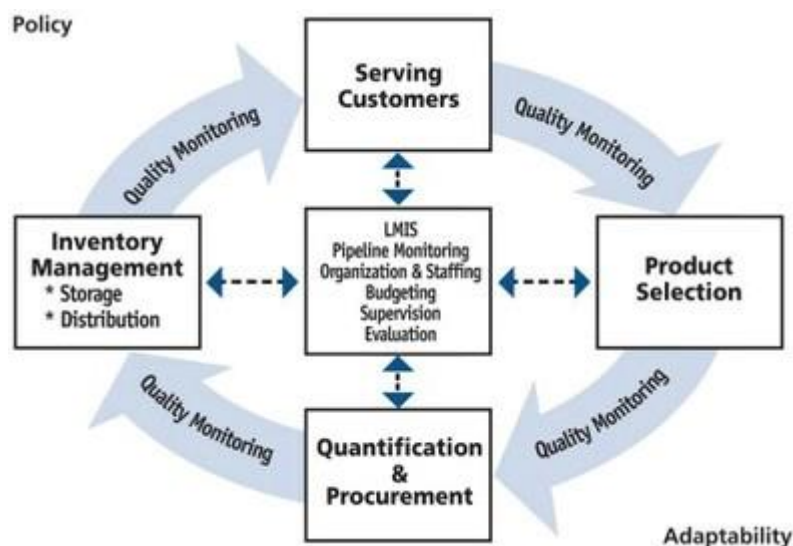 Policy
Serving
Customers
Quality Monitoring
Quality Monitoring
Inventory
Management
* Storage
* Distribution
LMIS
Pipeline Monitoring
Organization & Staffing
Budgeting
Supervision
Evaluation
Product
Selection
Quality Monitoring
Quality Monitoring
Quantification
&
Procurement
Adaptability